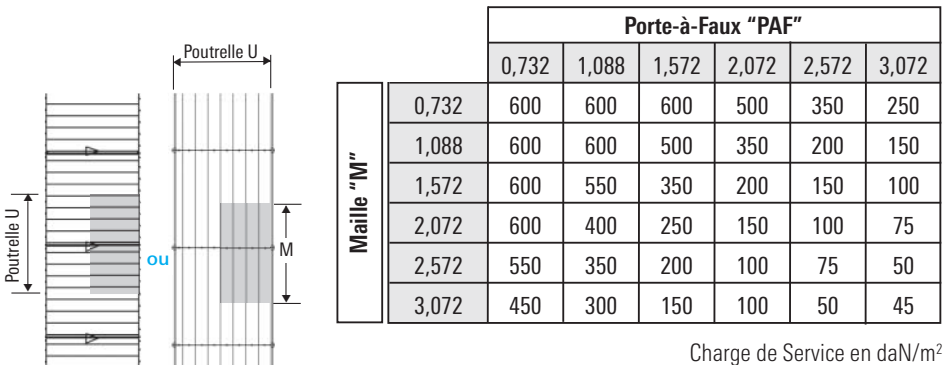 Poutrelle U
Poutrelle U
ou
M
Porte-à-Faux “PAF”
0,732 1,088 1,572 2,072 2,572 3,072
Maille “M”
0,732 600 600 600 500 350 250
1,088 600 600 500 350 200 150
1,572 600 550 350 200 150 100
2,072 600 400 250 150 100 75
2,572 550 350 200 100 75 50
3,072 450 300 150 100 50 45
Charge de Service en daN/m²